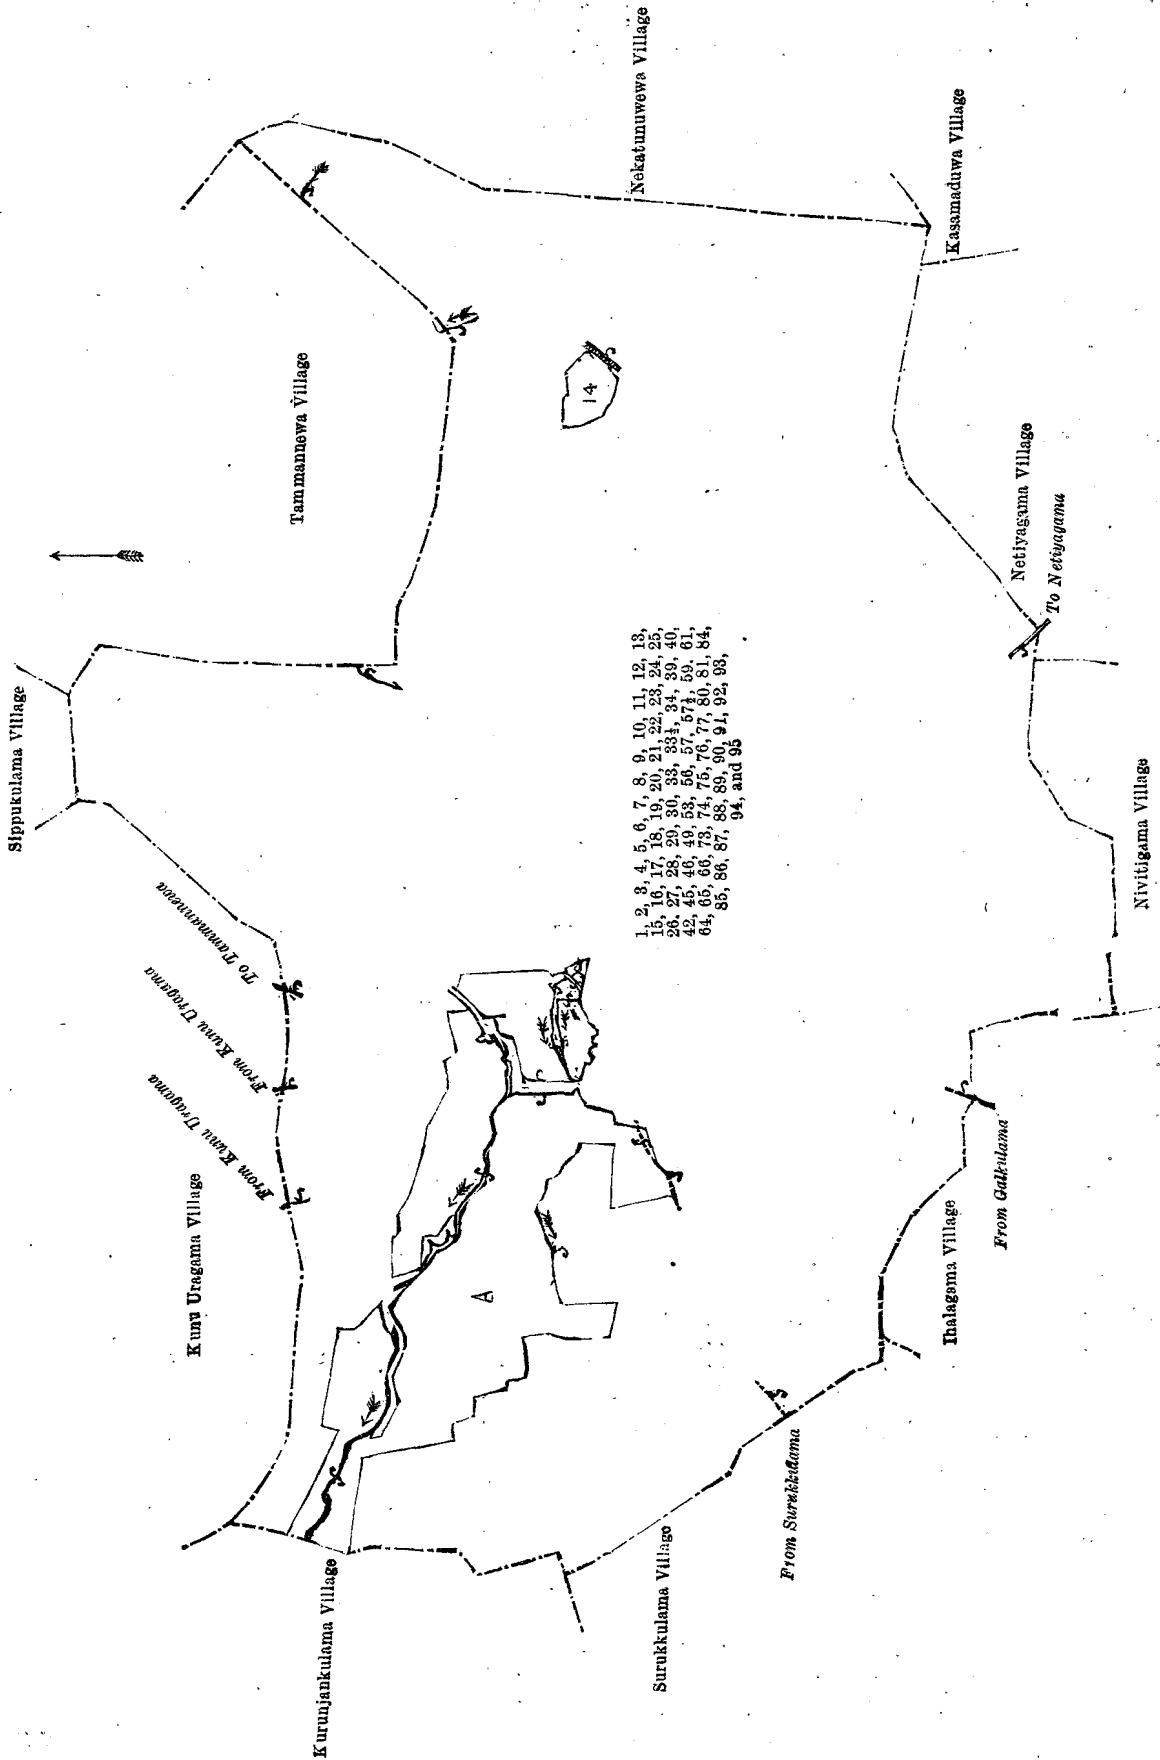 Sippukulama Village
Kunu Uragama Village
From Kunu Uragama
From Kunu Uragama
To Tammannewa
Tammannewa Village
Kurunjankulama Village
A
14
Nekatunuwewa Village
1, 2, 3, 4, 5, 6, 7, 8, 9, 10, 11, 12, 13,
15, 16, 17, 18, 19, 20, 21, 22, 23, 24, 25,
26, 27, 28, 29, 30, 33, 33½, 34, 39, 40,
42, 45, 46, 49, 53, 56, 57, 57½, 59, 61,
64, 65, 66, 73, 74, 75, 76, 77, 80, 81, 84,
85, 86, 87, 88, 89, 90, 91, 92, 93,
94, and 95
Surukkulama Village
From Surukkulama
Ihalagama Village
From Galkulama
Kasamaduwa Village
Netiyagama Village
To Netiyagama
Nivitigama Village